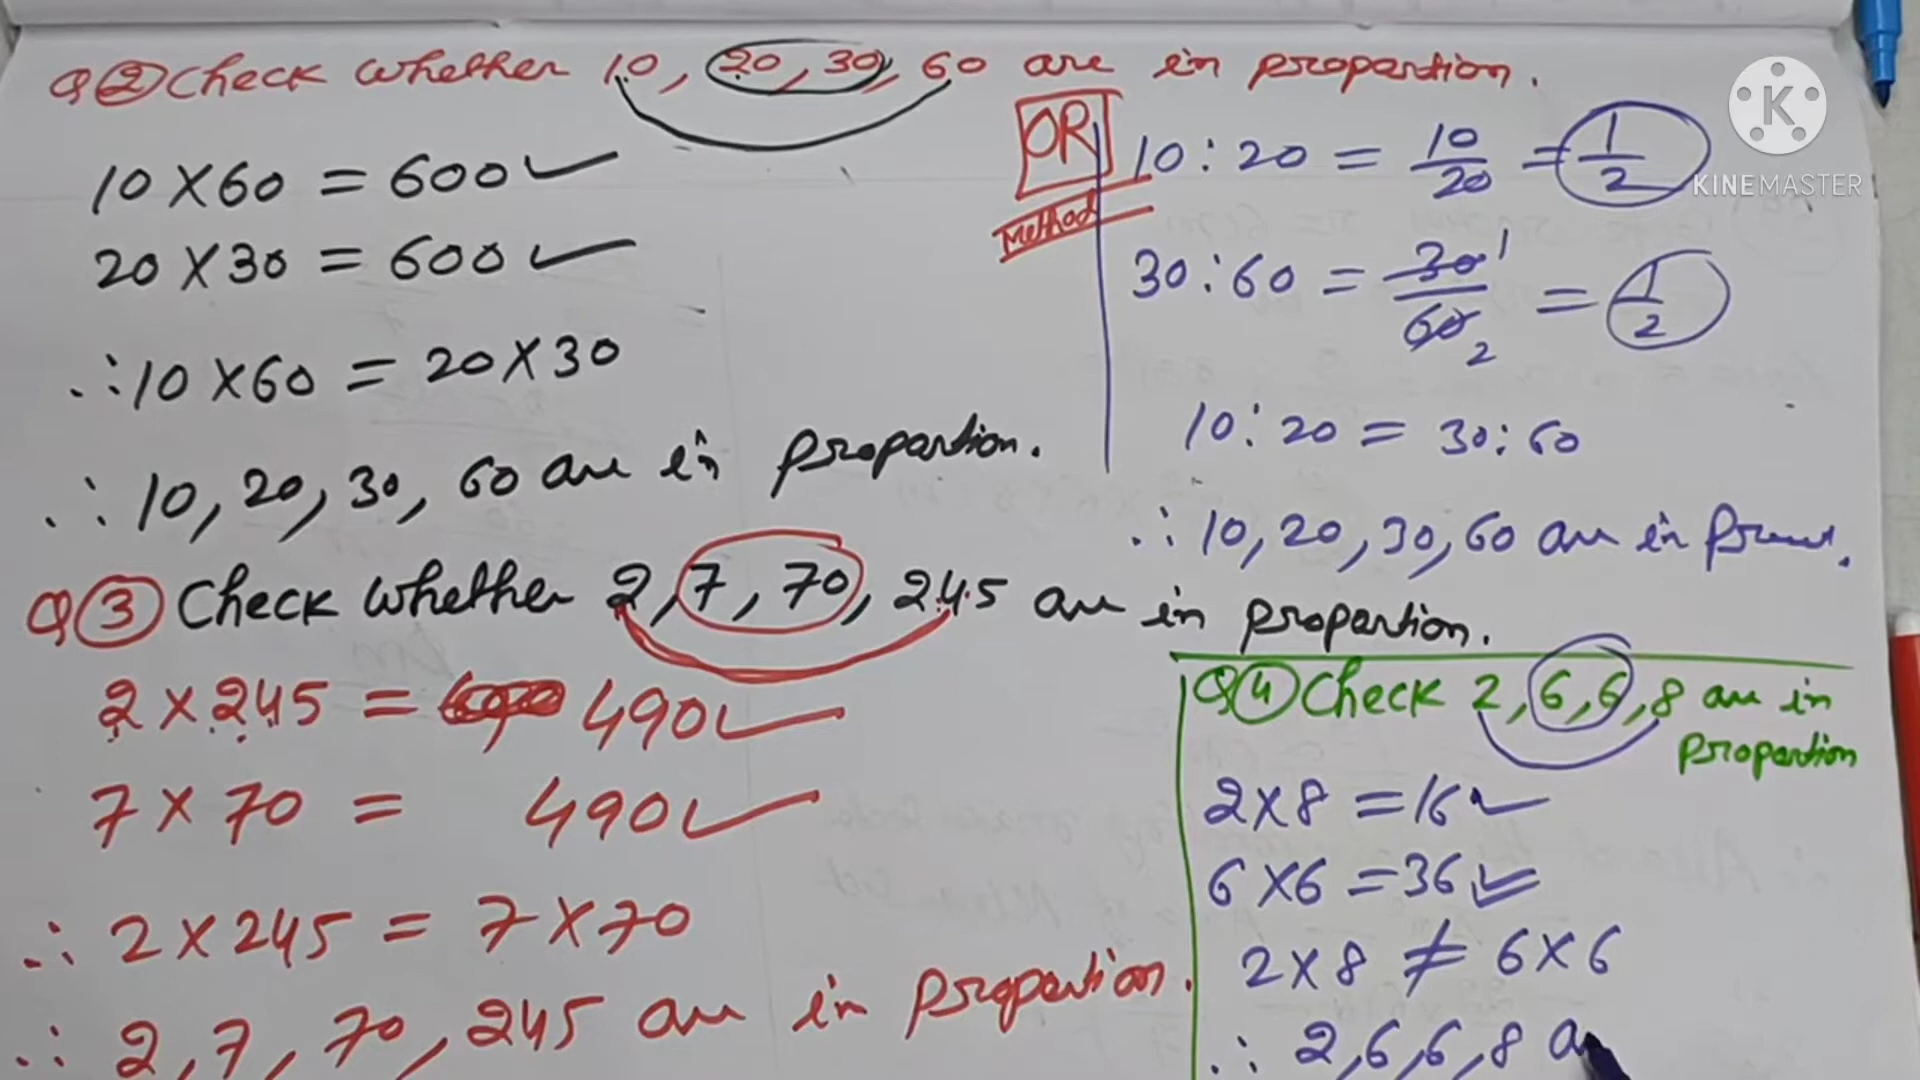 Q② Check whether 10, 20, 30, 60 are in proportion.
10 × 60 = 600 ✓
20 × 30 = 600 ✓
∴ 10 × 60 = 20 × 30
∴ 10, 20, 30, 60 are in proportion.
OR
Method
10 : 20 = 10/20 = 1/2
30 : 60 = 30/60 1 2 = 1/2
10 : 20 = 30 : 60
∴ 10, 20, 30, 60 are in
KINEMASTER
Q③ Check whether 2, 7, 70, 245 are in proportion.
2 × 245 = 490 ✓
7 × 70 = 490 ✓
∴ 2 × 245 = 7 × 70
∴ 2, 7, 70, 245 are in proportion.
Q④ Check 2, 6, 6, 8 are in
proportion
2 × 8 = 16 ✓
6 × 6 = 36 ✓
2 × 8 ≠ 6 × 6
∴ 2, 6, 6, 8 a